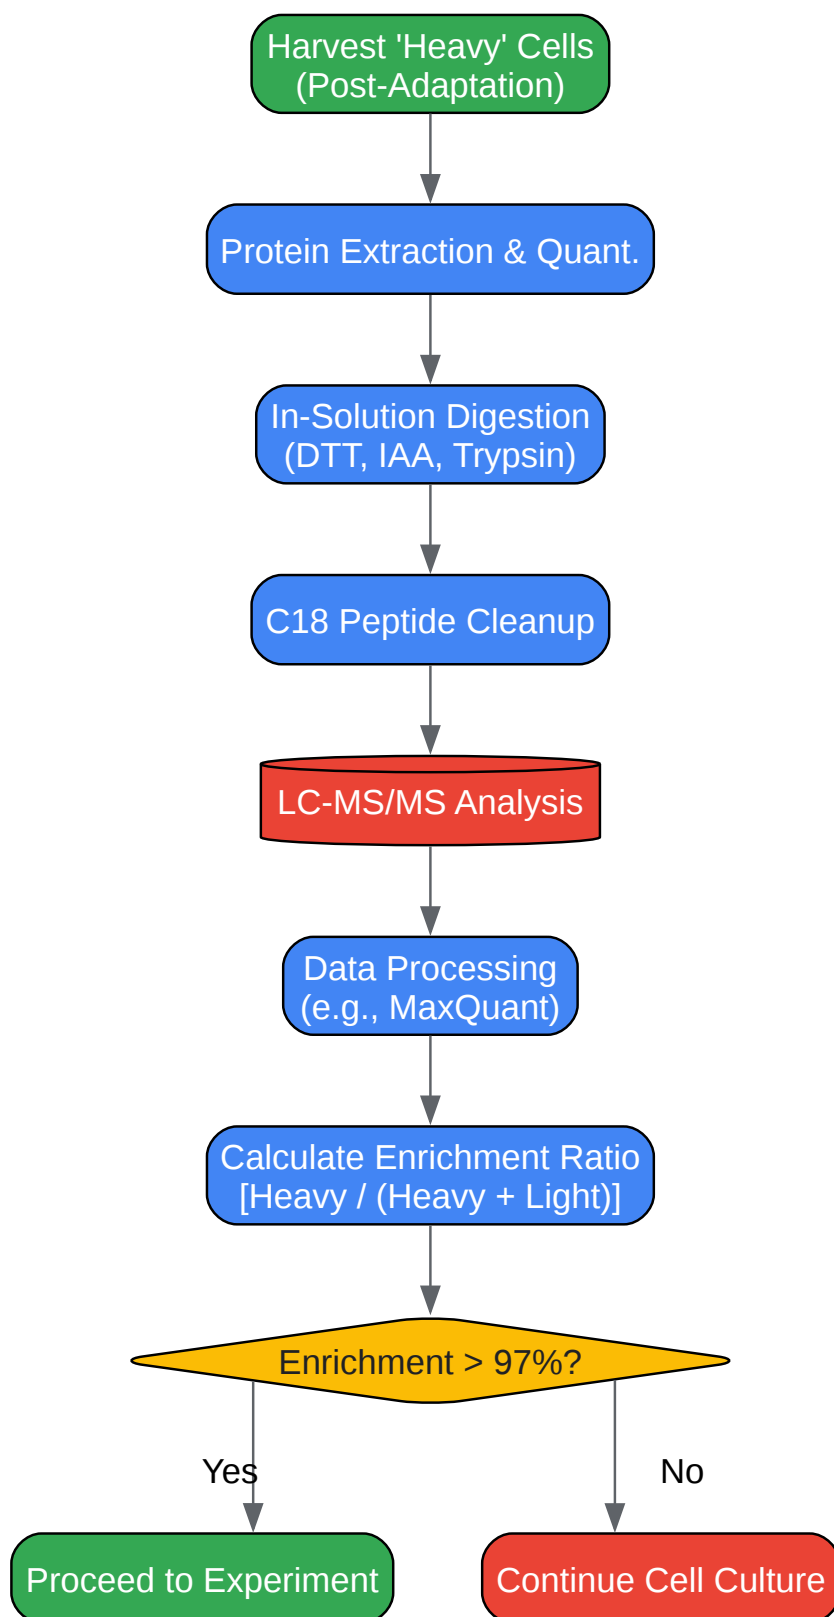 Harvest 'Heavy' Cells
(Post-Adaptation)
Protein Extraction & Quant.
In-Solution Digestion
(DTT, IAA, Trypsin)
C18 Peptide Cleanup
LC-MS/MS Analysis
Data Processing
(e.g., MaxQuant)
Calculate Enrichment Ratio
[Heavy / (Heavy + Light)]
Enrichment > 97%?
Yes
No
Proceed to Experiment
Continue Cell Culture